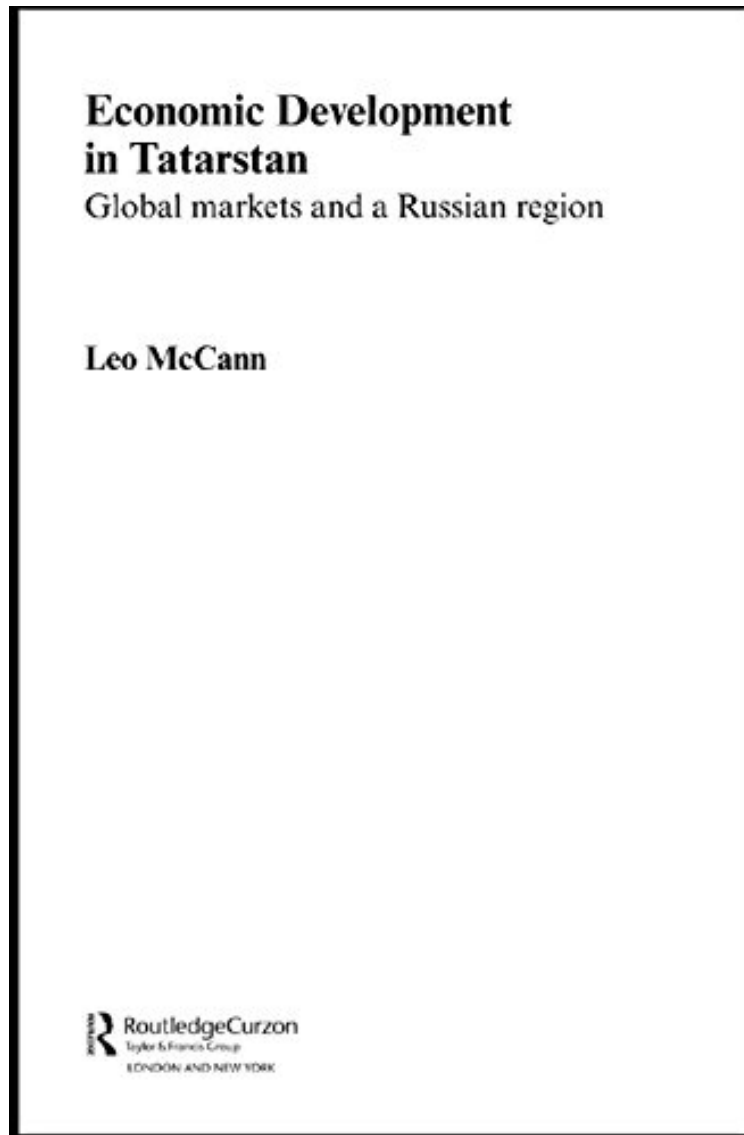 Economic Development
in Tatarstan
Global markets and a Russian region
Leo McCann
RoutledgeCurzon
Taylor & Francis Group
LONDON AND NEW YORK